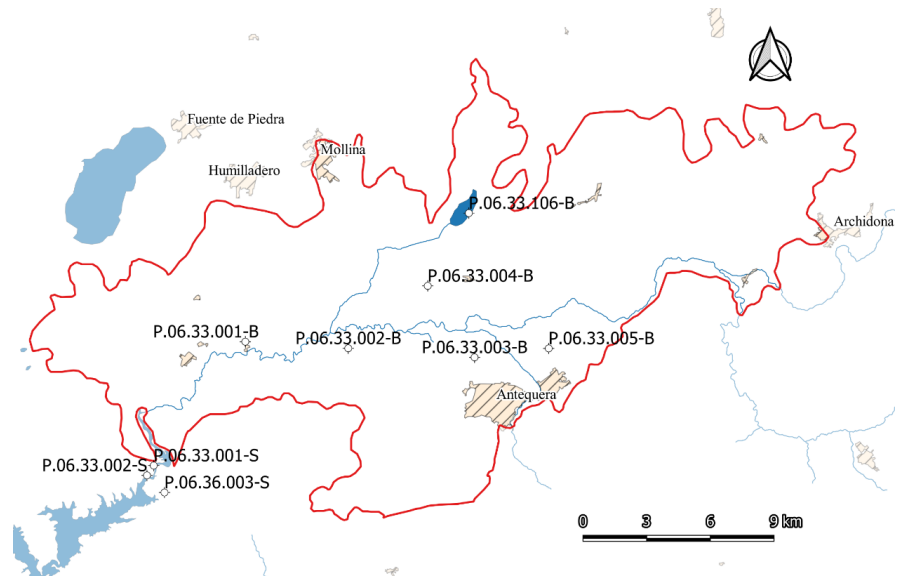 Fuente de Piedra
Mollina
Humilladero
P.06.33.106-B
Archidona
P.06.33.004-B
P.06.33.001-B
P.06.33.002-B
P.06.33.003-B
P.06.33.005-B
Antequera
P.06.33.001-S
P.06.33.002-S
P.06.36.003-S
0 3 6 9 km